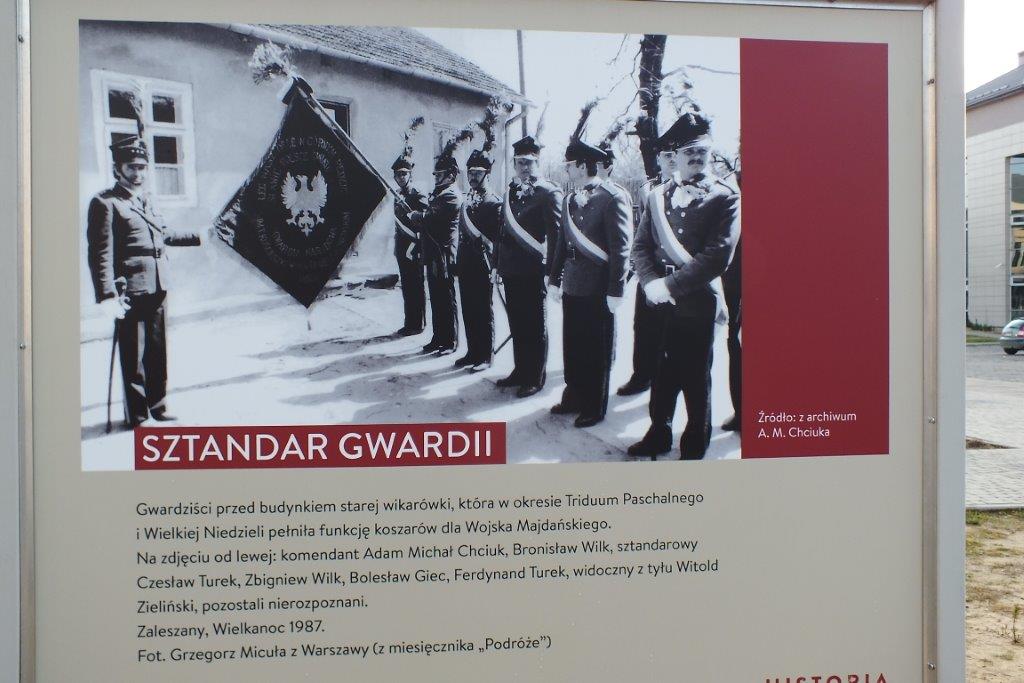 Źródło: z archiwum
A. M. Chciuka
SZTANDAR GWARDII
Gwardziści przed budynkiem starej wikarówki, która w okresie Triduum Paschalnego
i Wielkiej Niedzieli pełniła funkcję koszarów dla Wojska Majdańskiego.
Na zdjęciu od lewej: komendant Adam Michał Chciuk, Bronisław Wilk, sztandarowy
Czesław Turek, Zbigniew Wilk, Bolesław Giec, Ferdynand Turek, widoczny z tyłu Witold
Zieliński, pozostali nierozpoznani.
Zaleszany, Wielkanoc 1987.
Fot. Grzegorz Micuła z Warszawy (z miesięcznika „Podróże”)
HISTORIA